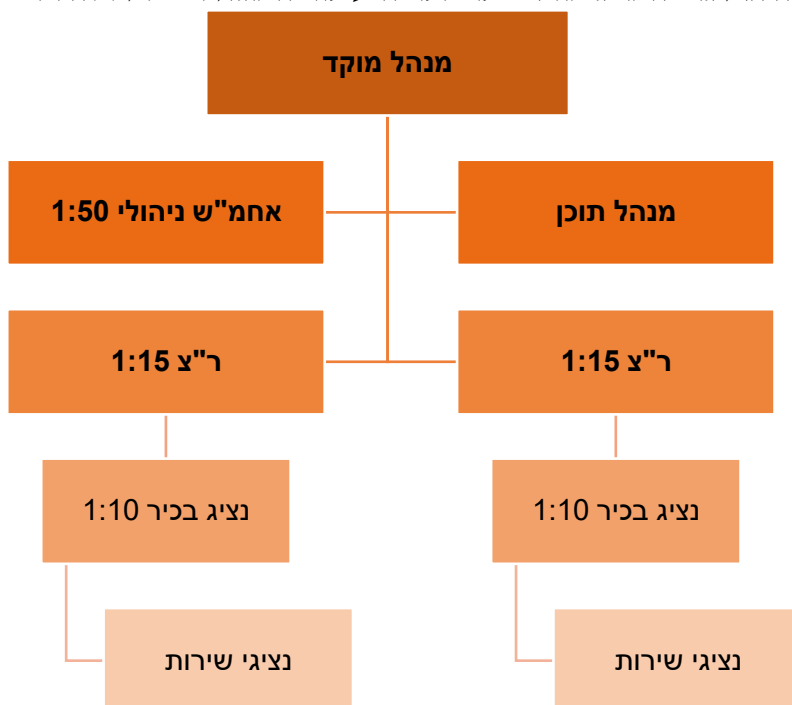 מנהל מוקד
מנהל תוכן
אחמ"ש ניהולי 1:50
ר"צ 1:15
ר"צ 1:15
נציג בכיר 1:10
נציג בכיר 1:10
נציגי שירות
נציגי שירות